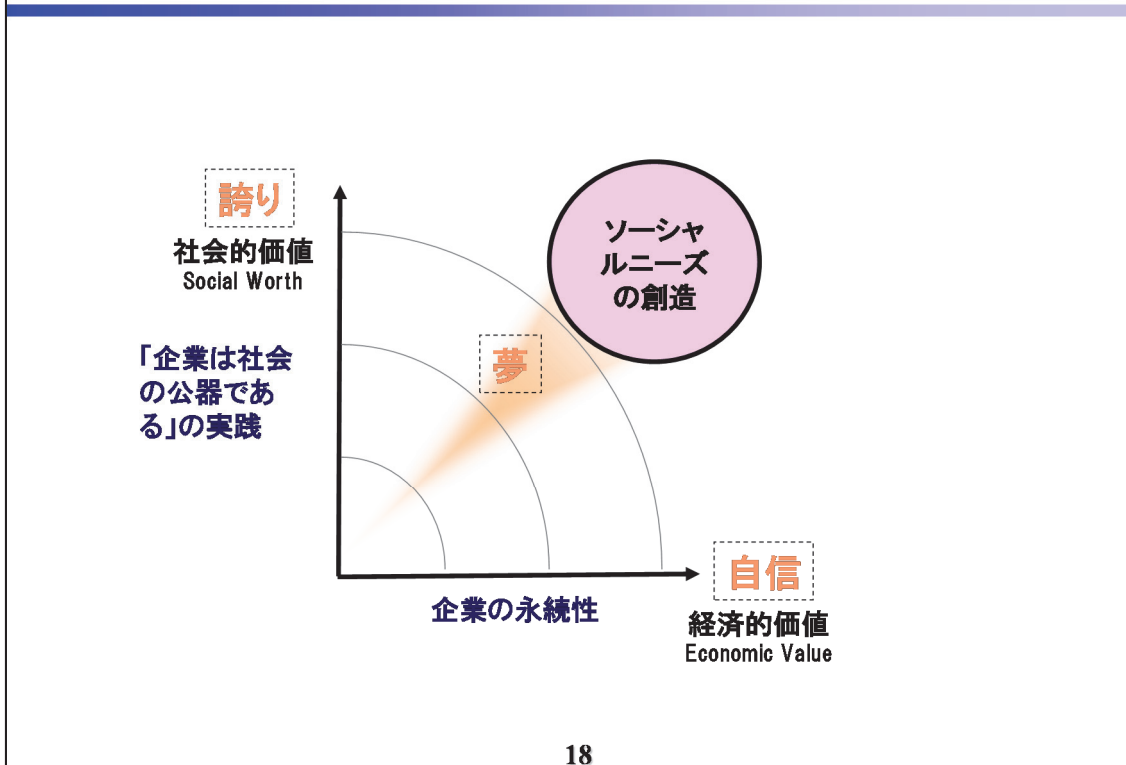 誇り
社会的価値
Social Worth
「企業は社会
の公器であ
る」の実践
ソーシャ
ルニーズ
の創造
夢
自信
企業の永続性
経済的価値
Economic Value
18